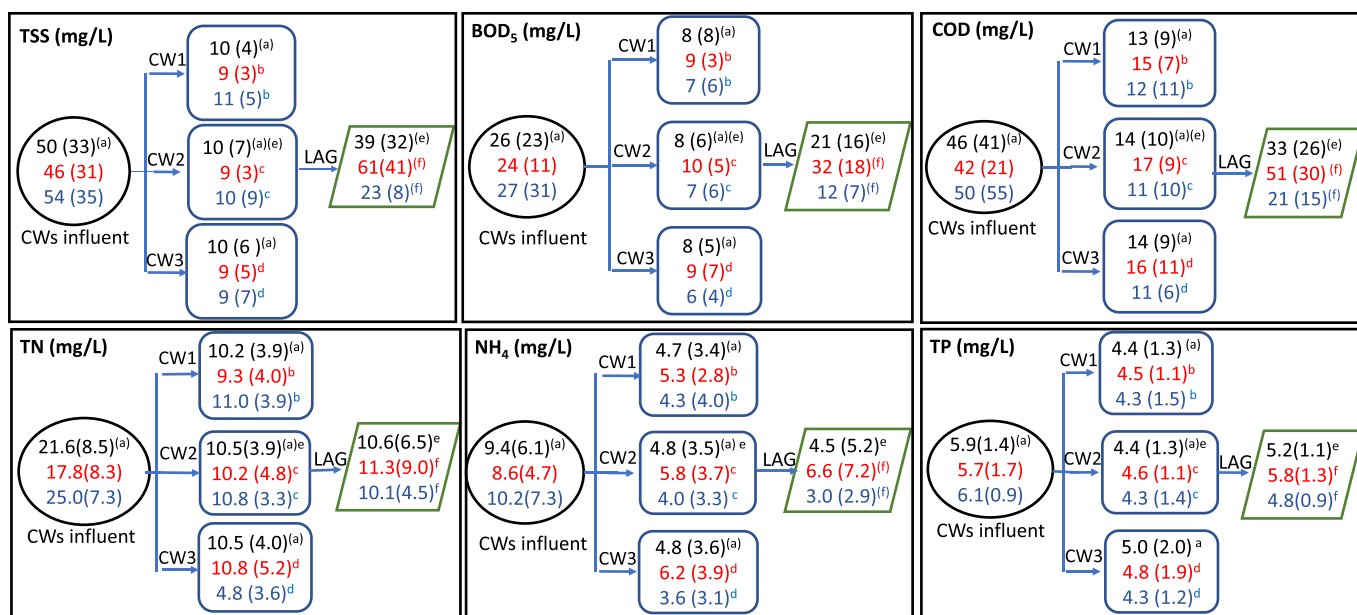 TSS (mg/L)
CW1
10 (4)(a)
9 (3)b
11 (5)b
50 (33)(a)
46 (31)
54 (35)
CWs influent
CW2
10 (7)(a)(e)
9 (3)c
10 (9)c
LAG
39 (32)(e)
61(41)(f)
23 (8)(f)
CW3
10 (6 )(a)
9 (5)d
9 (7)d
BOD5 (mg/L)
CW1
8 (8)(a)
9 (3)b
7 (6)b
26 (23)(a)
24 (11)
27 (31)
CWs influent
CW2
8 (6)(a)(e)
10 (5)c
7 (6)c
LAG
21 (16)(e)
32 (18)(f)
12 (7)(f)
CW3
8 (5)(a)
9 (7)d
6 (4)d
COD (mg/L)
CW1
13 (9)(a)
15 (7)b
12 (11)b
46 (41)(a)
42 (21)
50 (55)
CWs influent
CW2
14 (10)(a)(e)
17 (9)c
11 (10)c
LAG
33 (26)(e)
51 (30)(f)
21 (15)(f)
CW3
14 (9)(a)
16 (11)d
11 (6)d
TN (mg/L)
CW1
10.2 (3.9)(a)
9.3 (4.0)b
11.0 (3.9)b
21.6(8.5)(a)
17.8(8.3)
25.0(7.3)
CWs influent
CW2
10.5(3.9)(a)e
10.2 (4.8)c
10.8 (3.3)c
LAG
10.6(6.5)e
11.3(9.0)f
10.1(4.5)f
CW3
10.5 (4.0)(a)
10.8 (5.2)d
4.8 (3.6)d
NH4 (mg/L)
CW1
4.7 (3.4)(a)
5.3 (2.8)b
4.3 (4.0)b
9.4(6.1)(a)
8.6(4.7)
10.2(7.3)
CWs influent
CW2
4.8 (3.5)(a) e
5.8 (3.7)c
4.0 (3.3) c
LAG
4.5 (5.2)e
6.6 (7.2)(f)
3.0 (2.9)(f)
CW3
4.8 (3.6)(a)
6.2 (3.9)d
3.6 (3.1)d
TP (mg/L)
CW1
4.4 (1.3) (a)
4.5 (1.1)b
4.3 (1.5) b
5.9(1.4)(a)
5.7(1.7)
6.1(0.9)
CWs influent
CW2
4.4 (1.3)(a)e
4.6 (1.1)c
4.3 (1.4)c
LAG
5.2(1.1)e
5.8(1.3)f
4.8(0.9)f
CW3
5.0 (2.0) a
4.8 (1.9)d
4.3 (1.2)d